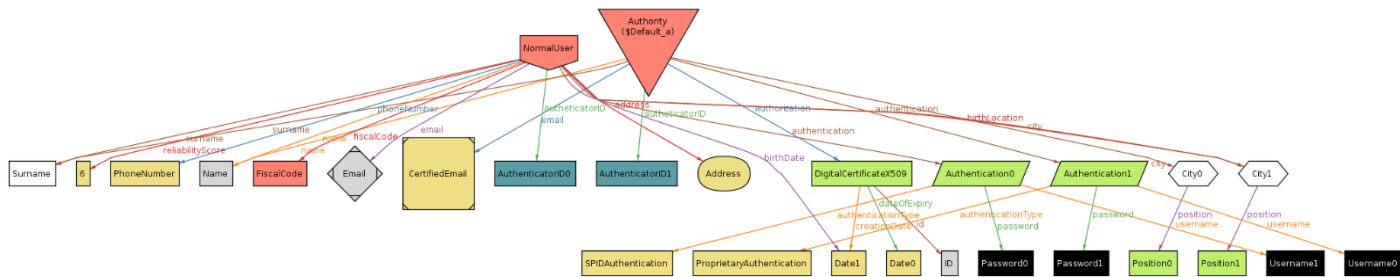 Authority
($Default_a)
NormalUser
autheticatorID
address
autheticatorID
authorization
authentication
phoneNumber
email
birthLocation
city
surname
surname
fiscalCode
email
name
authentication
reliabilityScore
name
birthDate
city
Surname
6
PhoneNumber
Name
FiscalCode
Email
CertifiedEmail
AuthenticatorID0
AuthenticatorID1
Address
DigitalCertificateX509
Authentication0
Authentication1
City0
City1
dateOfExpiry
authenticationType
authenticationType
password
position
position
creationDate
id
password
username
username
SPIDAuthentication
ProprietaryAuthentication
Date1
Date0
ID
Password0
Password1
Position0
Position1
Username1
Username0